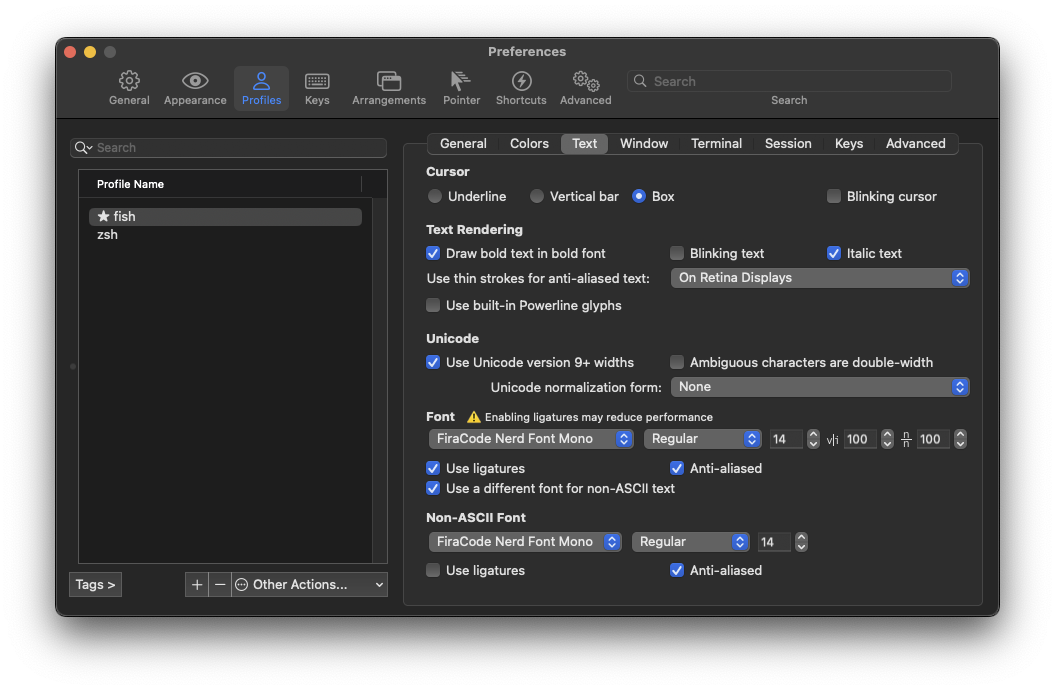 Preferences
General Appearance Profiles Keys Arrangements Pointer Shortcuts Advanced Search
Search
Search
General Colors Text Window Terminal Session Keys Advanced
Profile Name
★ fish
zsh
Tags >
+ − Other Actions...
Cursor
Underline Vertical bar Box Blinking cursor
Text Rendering
Draw bold text in bold font Blinking text Italic text
Use thin strokes for anti-aliased text: On Retina Displays
Use built-in Powerline glyphs
Unicode
Use Unicode version 9+ widths Ambiguous characters are double-width
Unicode normalization form: None
Font ⚠ Enabling ligatures may reduce performance
FiraCode Nerd Font Mono Regular 14 v|i 100 n/n 100
Use ligatures Anti-aliased
Use a different font for non-ASCII text
Non-ASCII Font
FiraCode Nerd Font Mono Regular 14
Use ligatures Anti-aliased